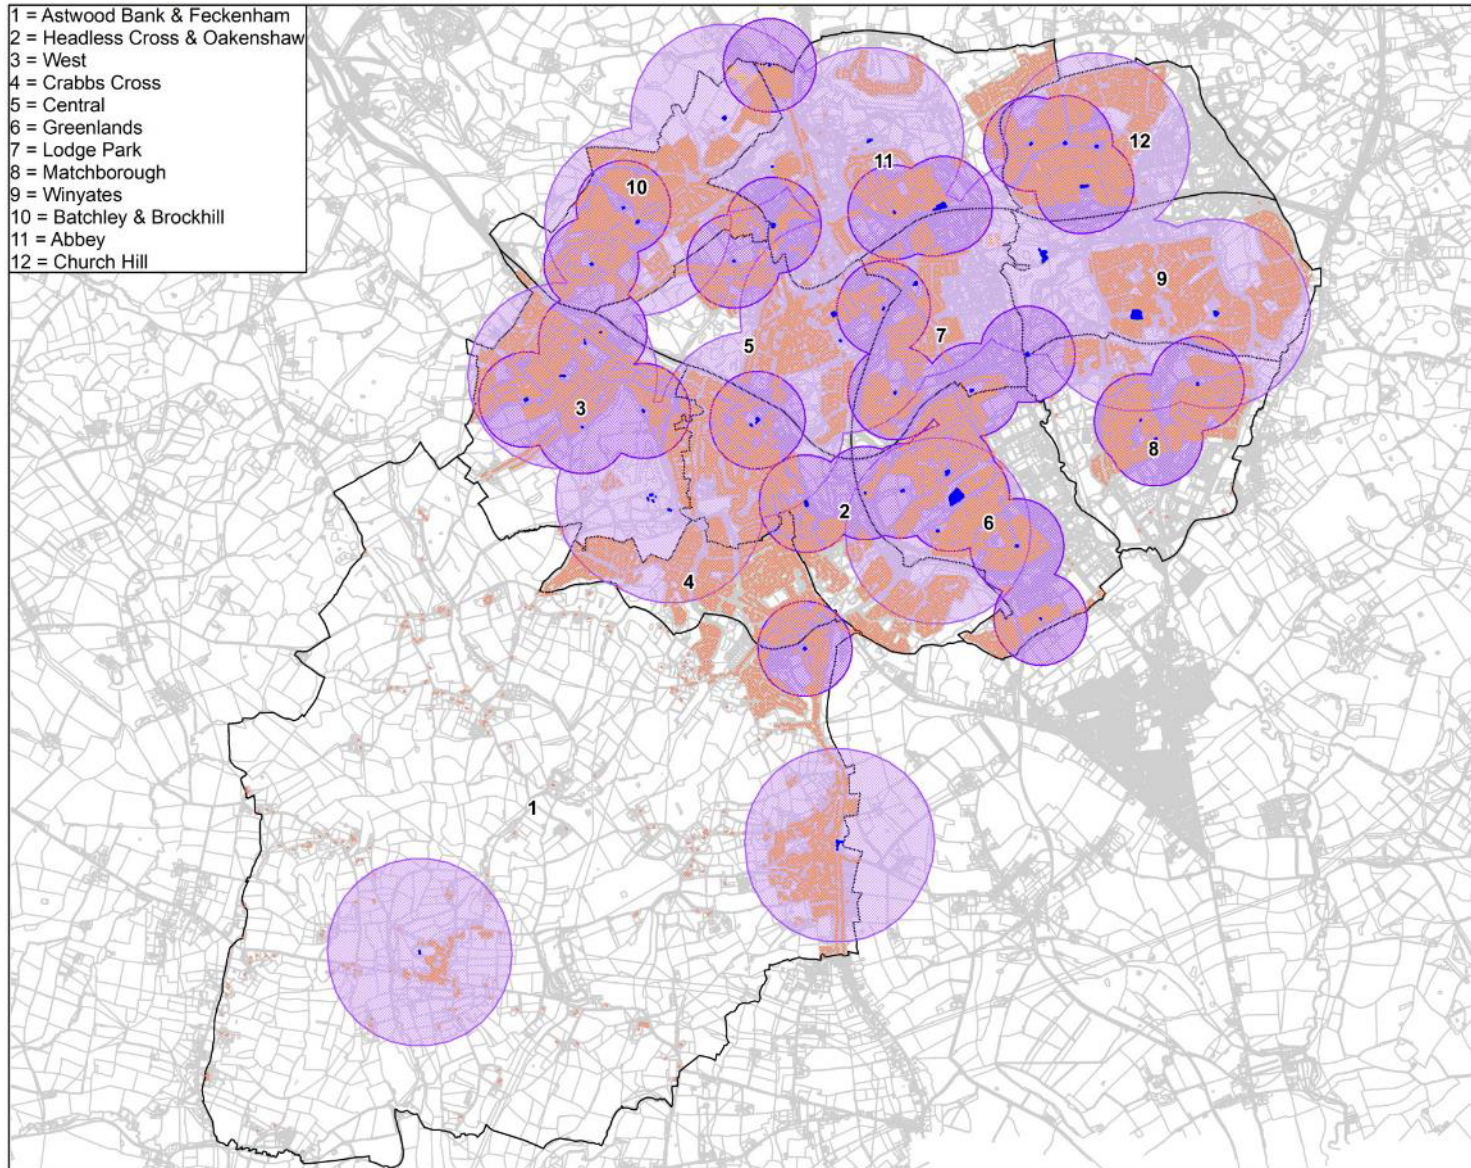 1 = Astwood Bank & Feckenham
2 = Headless Cross & Oakenshaw
3 = West
4 = Crabbs Cross
5 = Central
6 = Greenlands
7 = Lodge Park
8 = Matchborough
9 = Winyates
10 = Batchley & Brockhill
11 = Abbey
12 = Church Hill
12
11
10
9
7
5
3
8
2
6
4
1